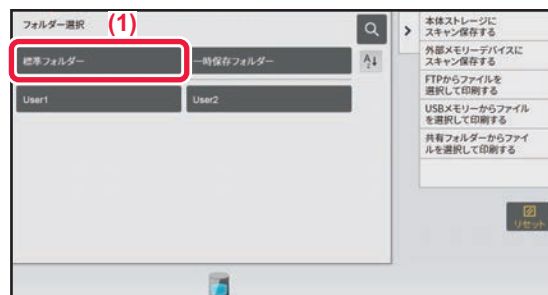 フォルダー選択
(1)
標準フォルダー
一時保存フォルダー
User1
User2
本体ストレージに
スキャン保存する
外部メモリーデバイスに
スキャン保存する
FTPからファイルを
選択して印刷する
USBメモリーからファイル
を選択して印刷する
共有フォルダーからファイ
ルを選択して印刷する
リセット